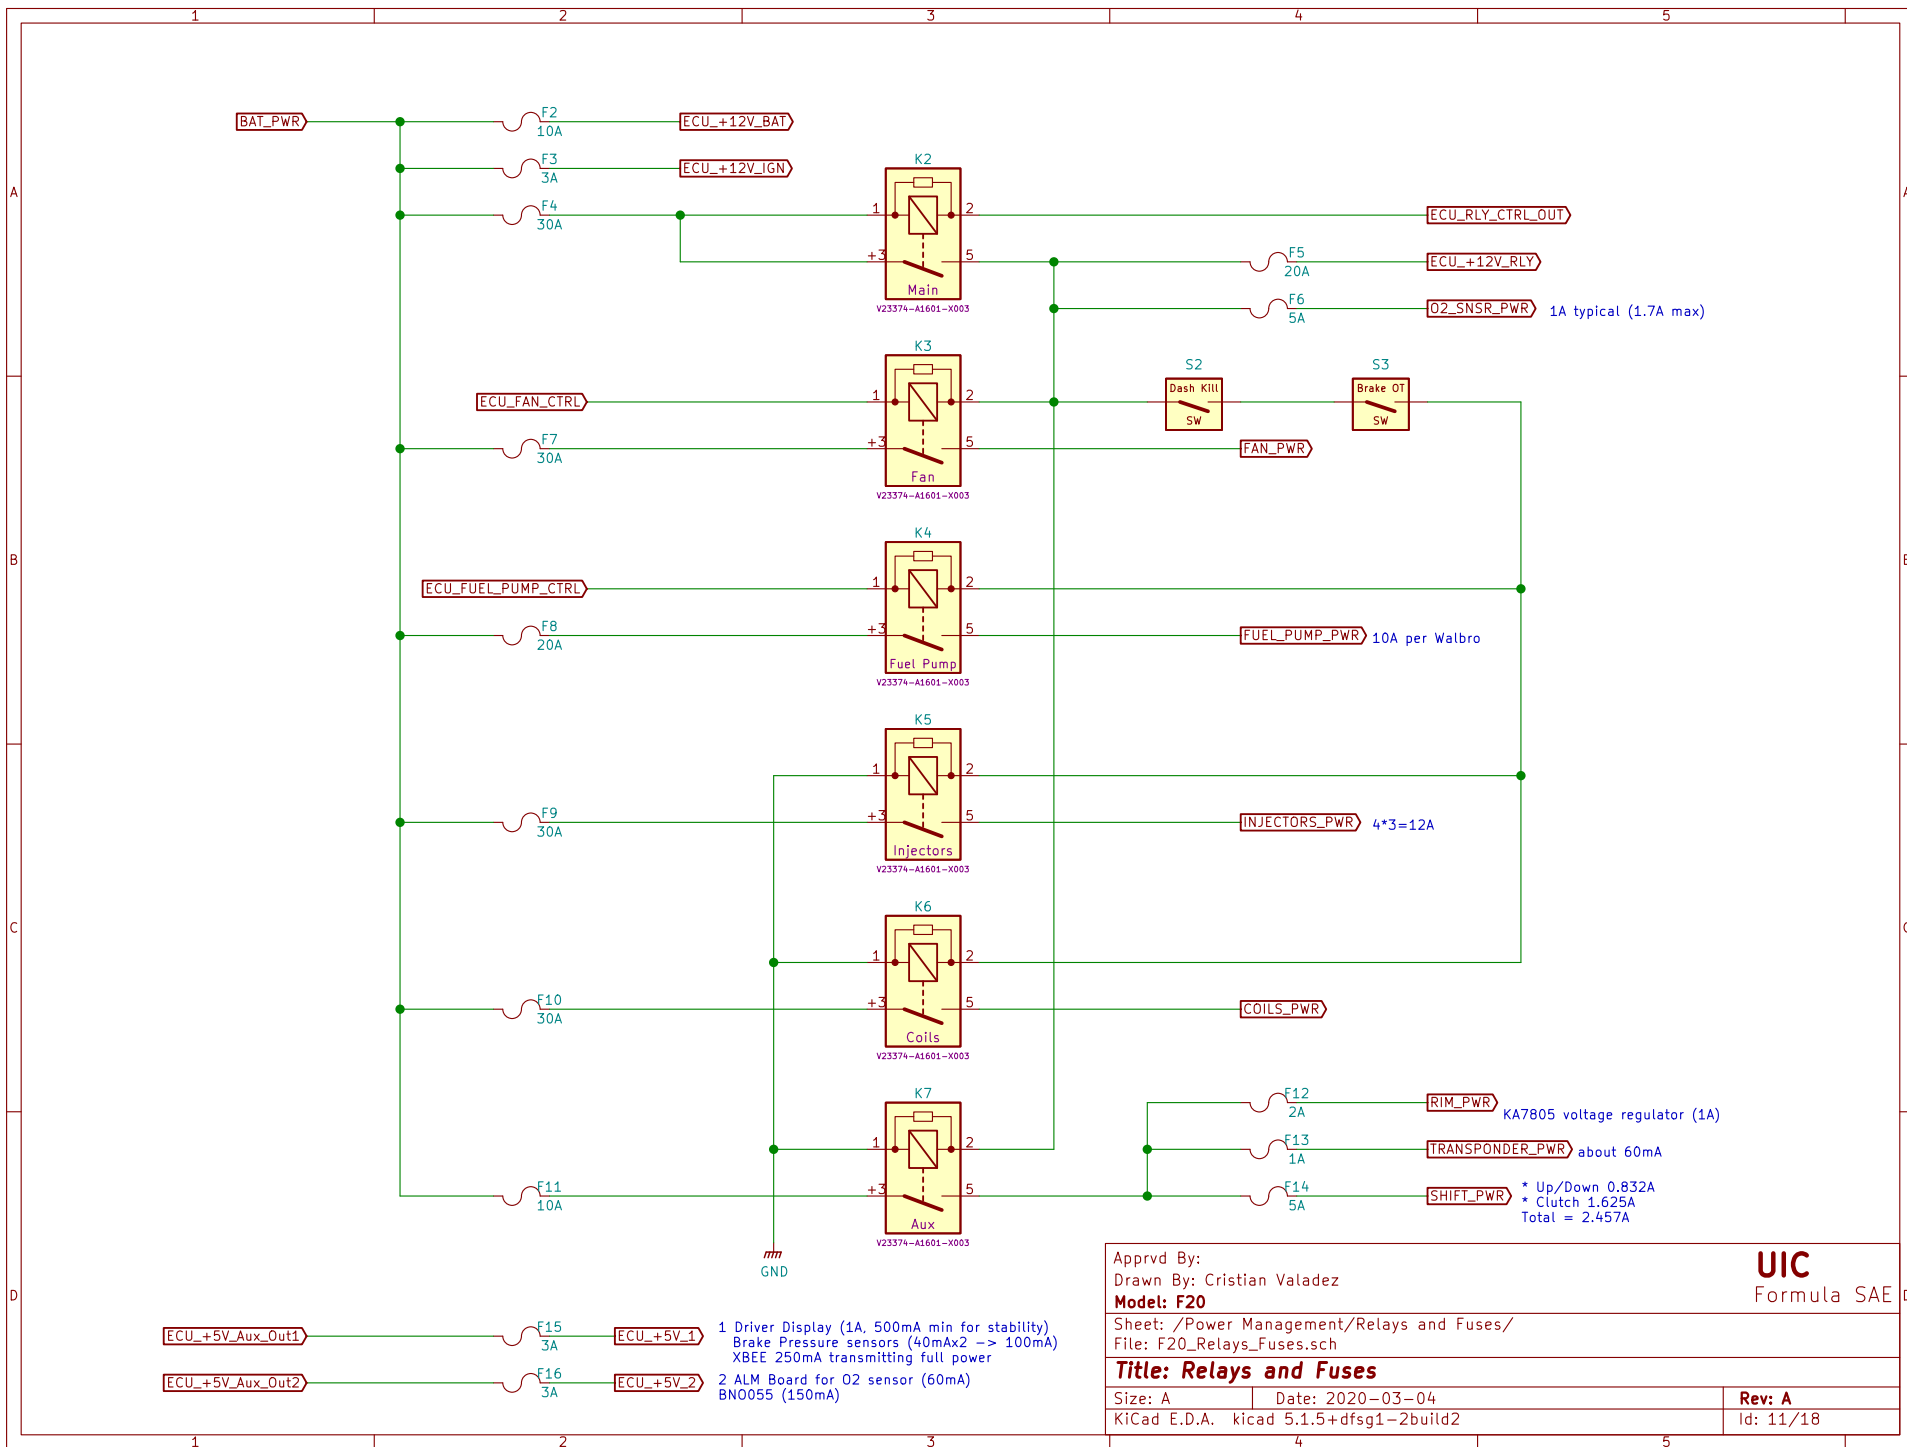 1 2 3 4 5
A A
B B
C C
D D
BAT_PWR
F2
10A
ECU_+12V_BAT
F3
3A
ECU_+12V_IGN
F4
30A
K2
1 2
+3 5
Main
V23374-A1601-X003
ECU_RLY_CTRL_OUT
F5
20A
ECU_+12V_RLY
F6
5A
O2_SNSR_PWR
1A typical (1.7A max)
K3
1 2
+3 5
Fan
V23374-A1601-X003
ECU_FAN_CTRL
F7
30A
S2
Dash Kill
SW
S3
Brake OT
SW
FAN_PWR
K4
1 2
+3 5
Fuel Pump
V23374-A1601-X003
ECU_FUEL_PUMP_CTRL
F8
20A
FUEL_PUMP_PWR
10A per Walbro
K5
1 2
+3 5
Injectors
V23374-A1601-X003
F9
30A
INJECTORS_PWR
4*3=12A
K6
1 2
+3 5
Coils
V23374-A1601-X003
F10
30A
COILS_PWR
K7
1 2
+3 5
Aux
V23374-A1601-X003
F11
10A
F12
2A
RIM_PWR
KA7805 voltage regulator (1A)
F13
1A
TRANSPONDER_PWR
about 60mA
F14
5A
SHIFT_PWR
* Up/Down 0.832A
* Clutch 1.625A
Total = 2.457A
GND
ECU_+5V_Aux_Out1
F15
3A
ECU_+5V_1
1 Driver Display (1A, 500mA min for stability)
Brake Pressure sensors (40mAx2 -> 100mA)
XBEE 250mA transmitting full power
ECU_+5V_Aux_Out2
F16
3A
ECU_+5V_2
2 ALM Board for O2 sensor (60mA)
BNO055 (150mA)
Apprvd By:
Drawn By: Cristian Valadez
Model: F20
UIC
Formula SAE
Sheet: /Power Management/Relays and Fuses/
File: F20_Relays_Fuses.sch
Title: Relays and Fuses
Size: A Date: 2020-03-04 Rev: A
KiCad E.D.A. kicad 5.1.5+dfsg1-2build2 Id: 11/18
1 2 3 4 5